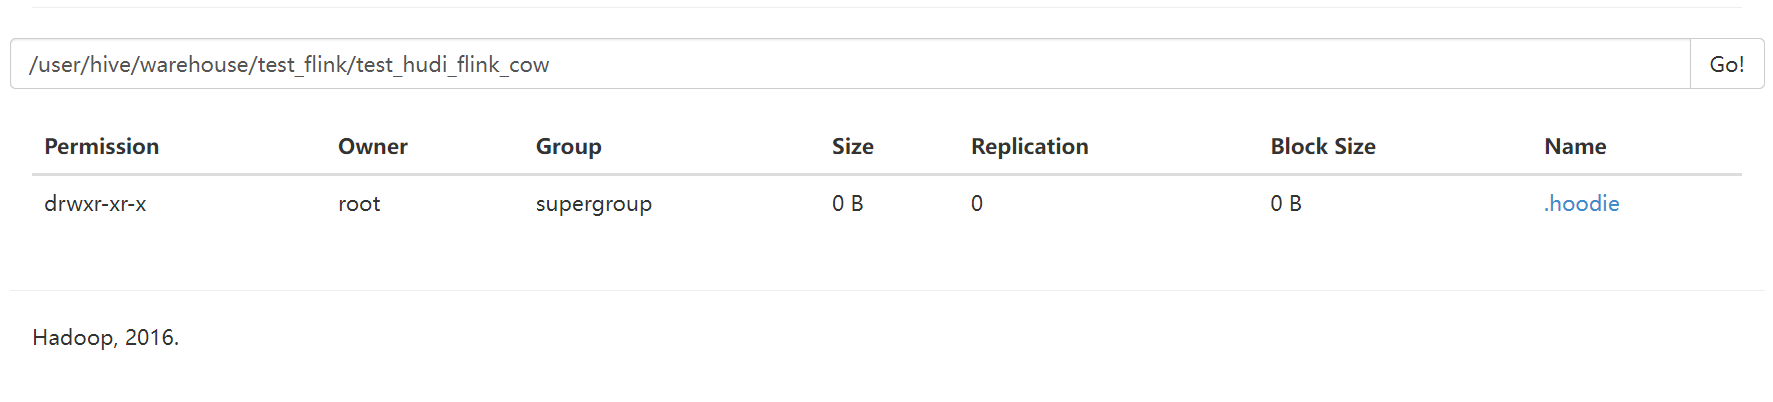 /user/hive/warehouse/test_flink/test_hudi_flink_cow Go!
Permission Owner Group Size Replication Block Size Name
drwxr-xr-x root supergroup 0 B 0 0 B .hoodie
Hadoop, 2016.